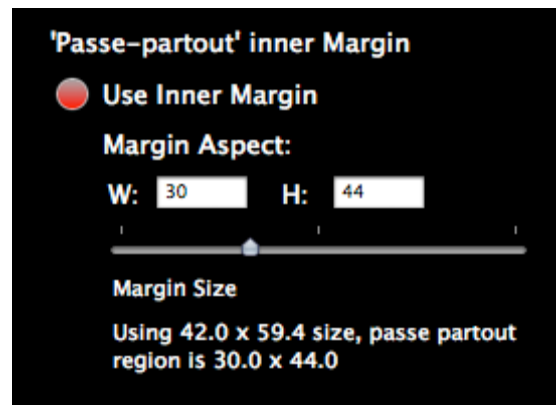 'Passe-partout' inner Margin
Use Inner Margin
Margin Aspect:
W: 30 H: 44
Margin Size
Using 42.0 x 59.4 size, passe partout
region is 30.0 x 44.0